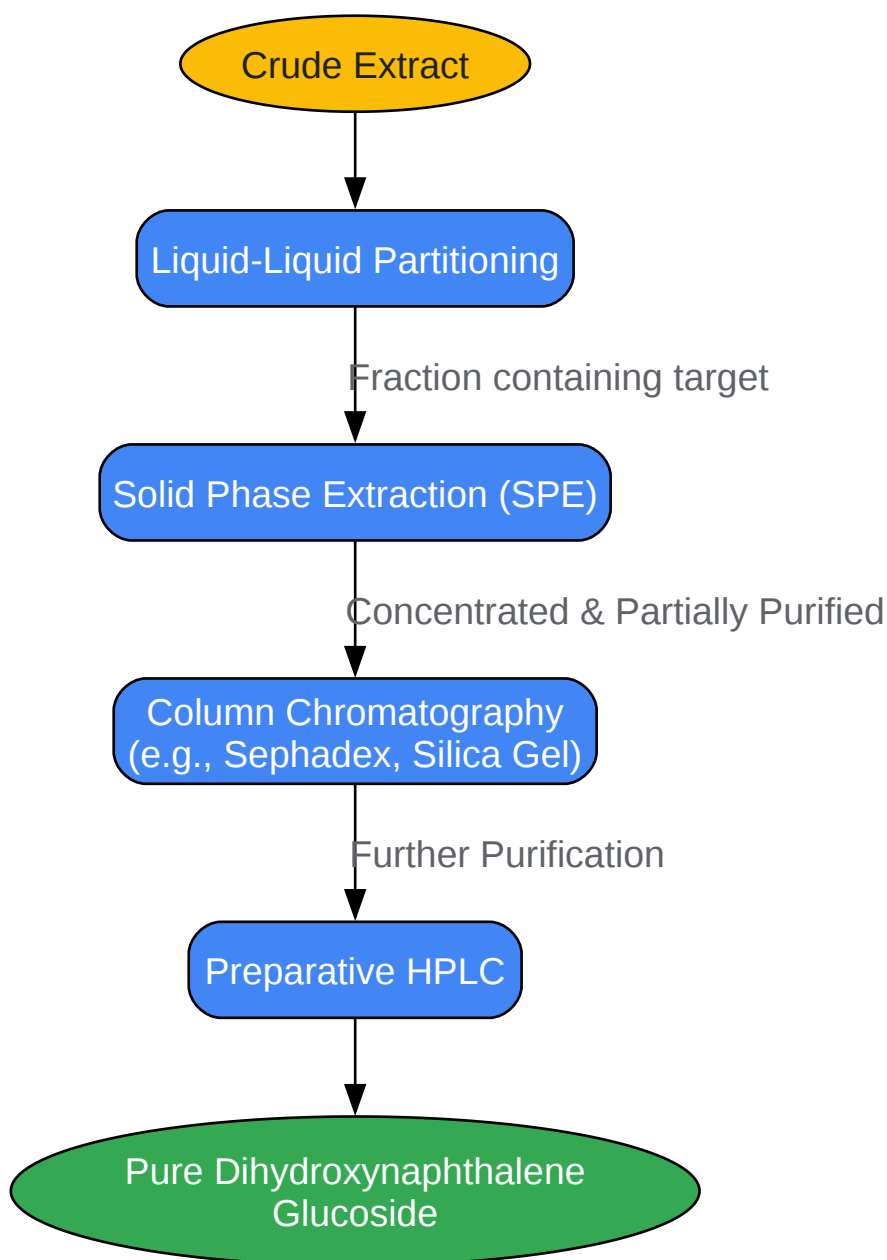 Crude Extract
Liquid-Liquid Partitioning
Fraction containing target
Solid Phase Extraction (SPE)
Concentrated & Partially Purified
Column Chromatography
(e.g., Sephadex, Silica Gel)
Further Purification
Preparative HPLC
Pure Dihydroxynaphthalene
Glucoside